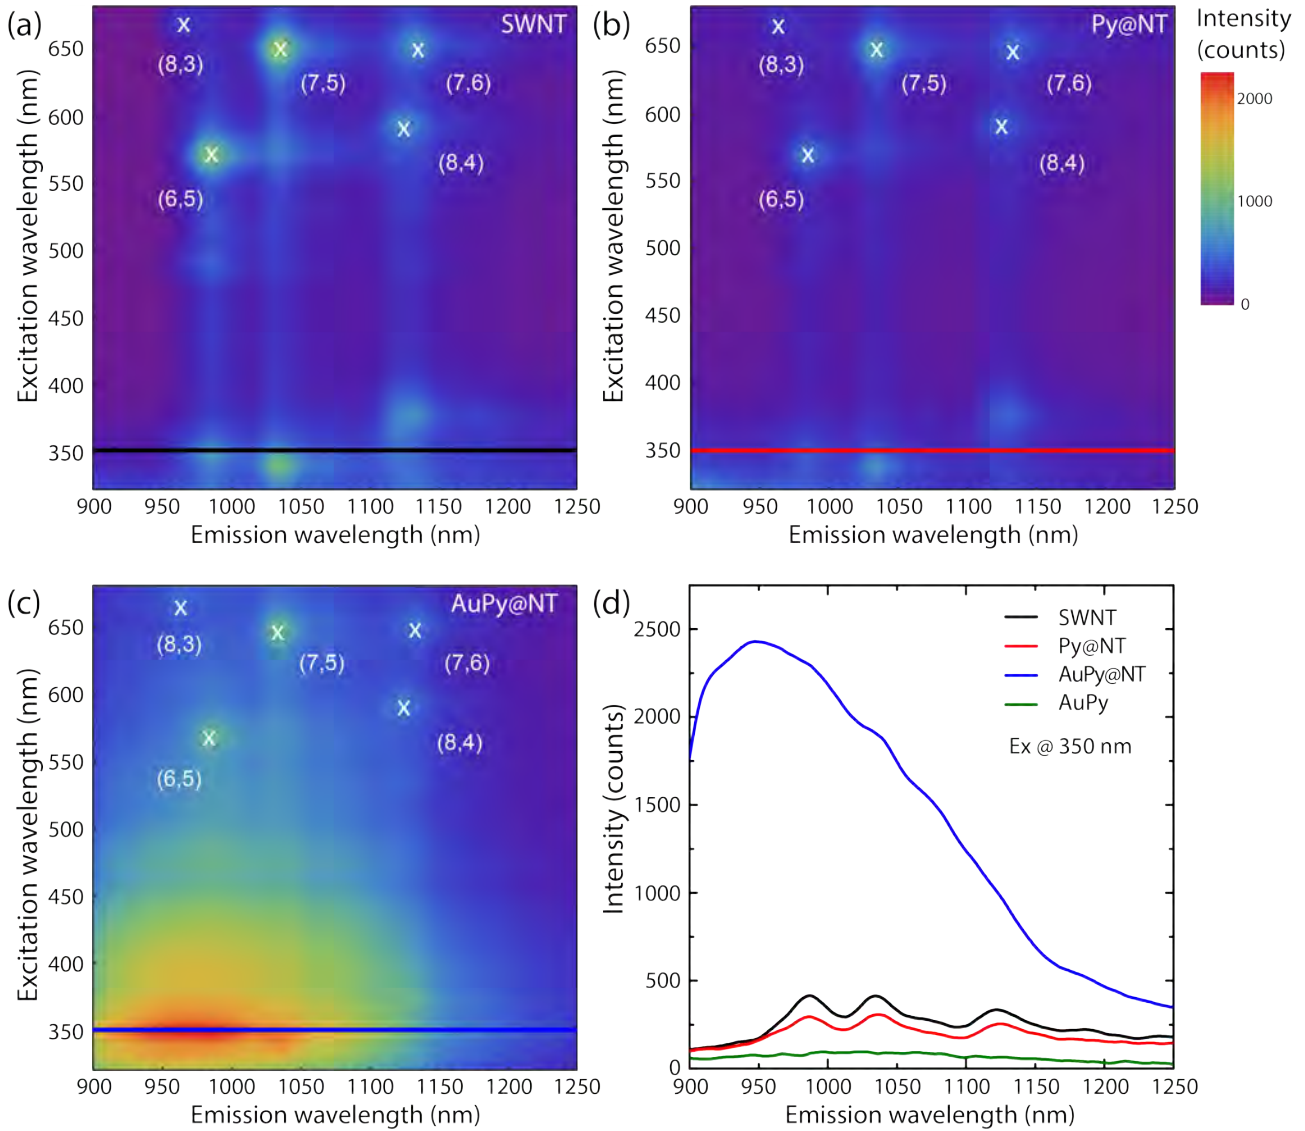 (a)
SWNT
x
(8,3)
x
(7,5)
x
(7,6)
x
(8,4)
x
(6,5)
650
600
550
500
450
400
350
900 950 1000 1050 1100 1150 1200 1250
Excitation wavelength (nm)
Emission wavelength (nm)
(b)
Py@NT
x
(8,3)
x
(7,5)
x
(7,6)
x
(8,4)
x
(6,5)
650
600
550
500
450
400
350
900 950 1000 1050 1100 1150 1200 1250
Excitation wavelength (nm)
Emission wavelength (nm)
Intensity
(counts)
2000
1000
0
(c)
AuPy@NT
x
(8,3)
x
(7,5)
x
(7,6)
x
(8,4)
x
(6,5)
650
600
550
500
450
400
350
900 950 1000 1050 1100 1150 1200 1250
Excitation wavelength (nm)
Emission wavelength (nm)
(d)
SWNT
Py@NT
AuPy@NT
AuPy
Ex @ 350 nm
2500
2000
1500
1000
500
0
900 950 1000 1050 1100 1150 1200 1250
Intensity (counts)
Emission wavelength (nm)